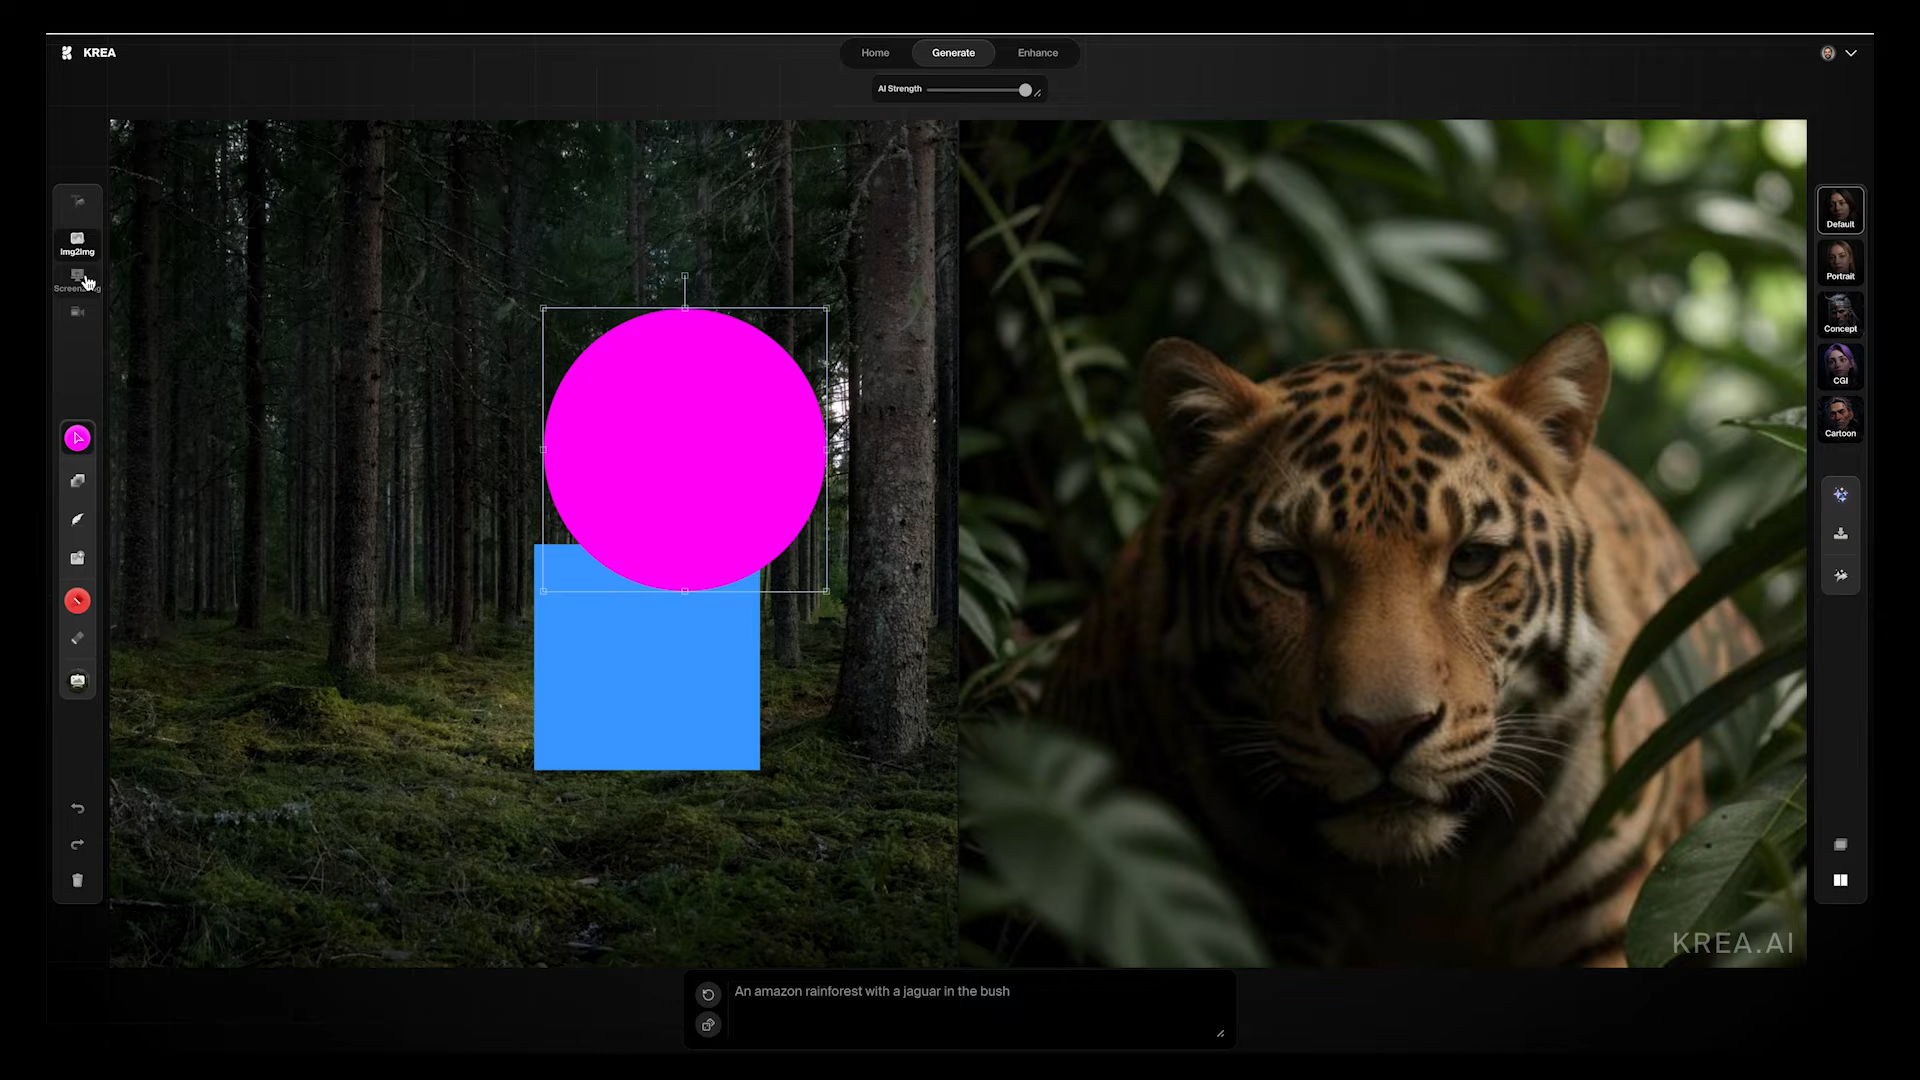 KREA
Home
Generate
Enhance
AI Strength
Img2Img
Default
Portrait
Concept
CGI
Cartoon
KREA.AI
An amazon rainforest with a jaguar in the bush